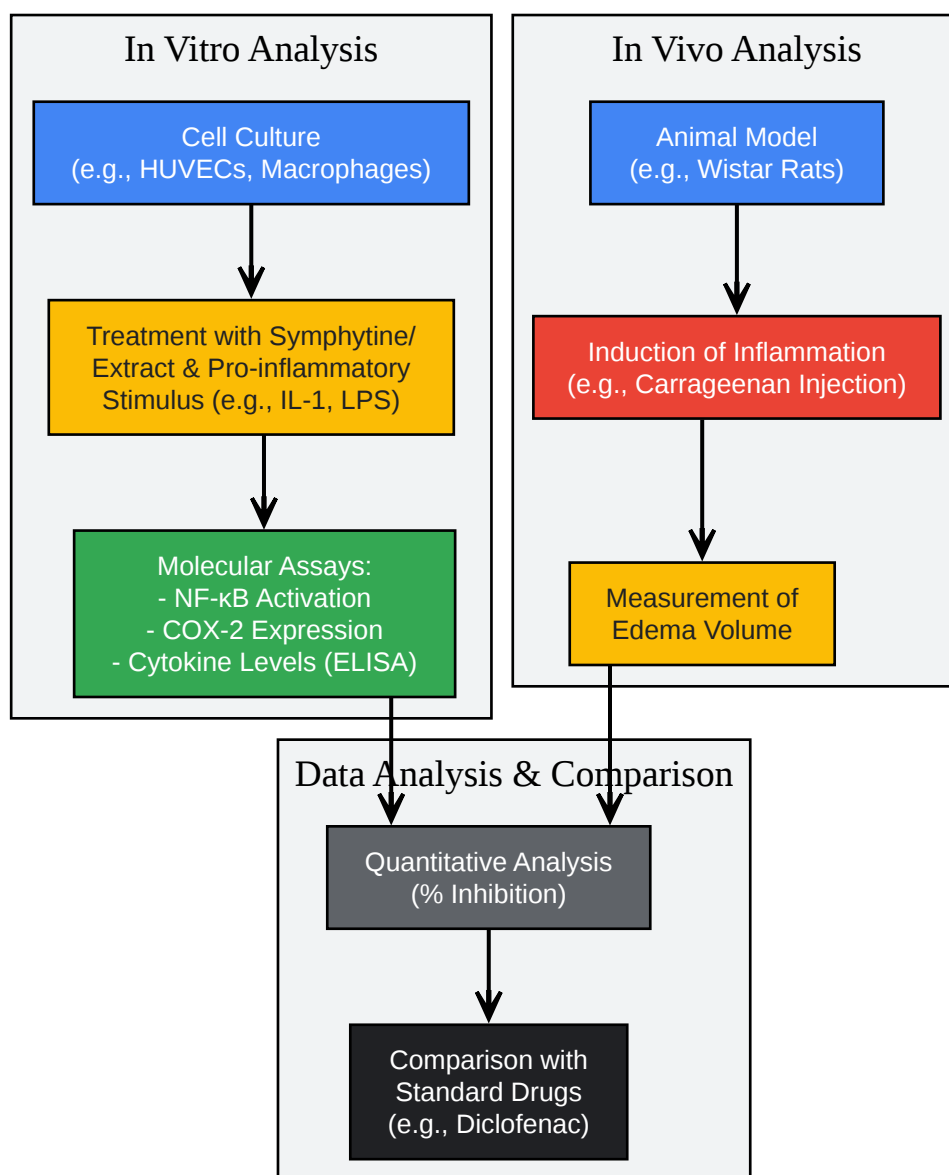 In Vitro Analysis
Cell Culture
(e.g., HUVECs, Macrophages)
Treatment with Symphytine/
Extract & Pro-inflammatory
Stimulus (e.g., IL-1, LPS)
Molecular Assays:
- NF-κB Activation
- COX-2 Expression
- Cytokine Levels (ELISA)
In Vivo Analysis
Animal Model
(e.g., Wistar Rats)
Induction of Inflammation
(e.g., Carrageenan Injection)
Measurement of
Edema Volume
Data Analysis & Comparison
Quantitative Analysis
(% Inhibition)
Comparison with
Standard Drugs
(e.g., Diclofenac)